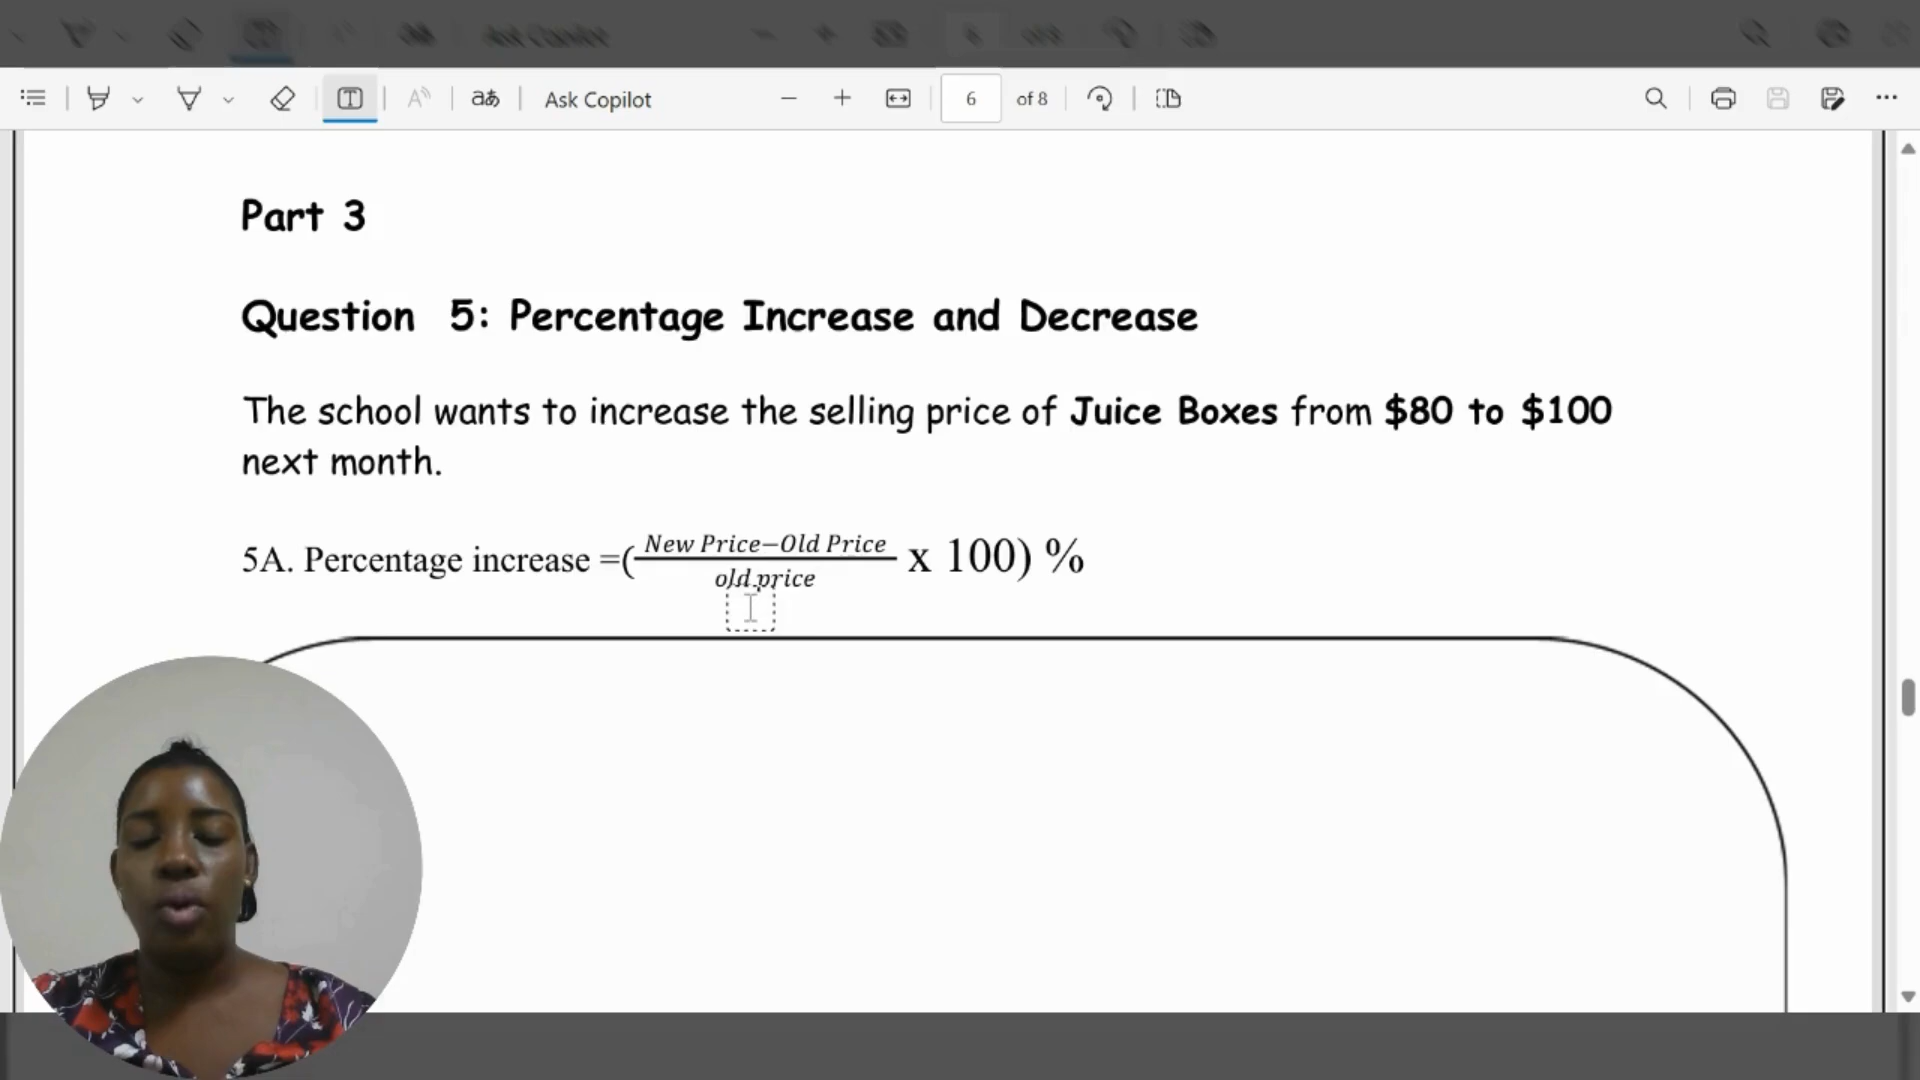 Ask Copilot
6 of 8
Part 3
Question 5: Percentage Increase and Decrease
The school wants to increase the selling price of Juice Boxes from $80 to $100
next month.
5A. Percentage increase =( New Price−Old Price / old price x 100) %